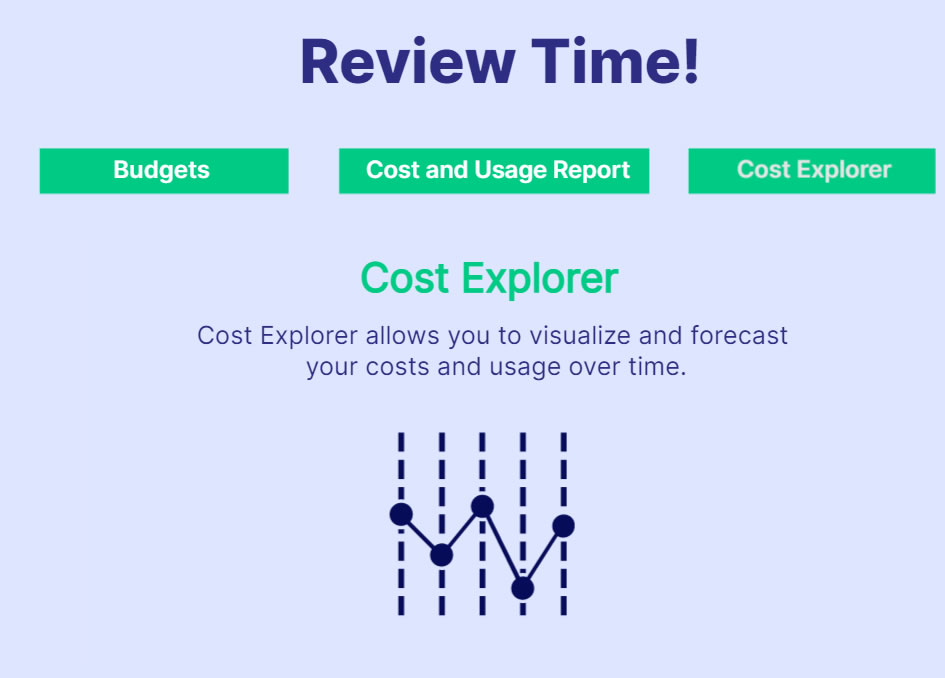 Review Time!
Budgets
Cost and Usage Report
Cost Explorer
Cost Explorer
Cost Explorer allows you to visualize and forecast
your costs and usage over time.